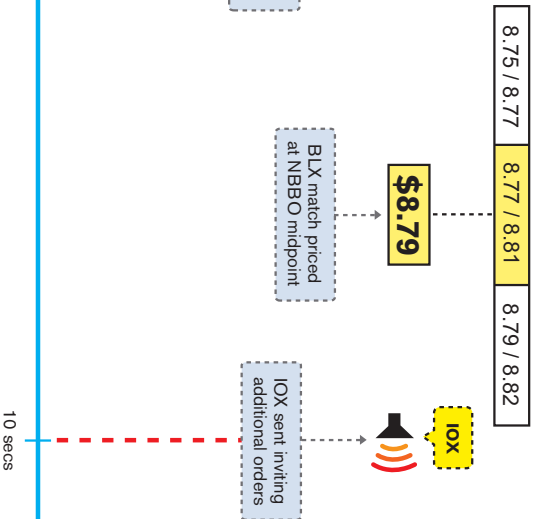 8.75 / 8.77
8.77 / 8.81
8.79 / 8.82
$8.79
IOX
BLX match priced
at NBBO midpoint
IOX sent inviting
additional orders
10 secs